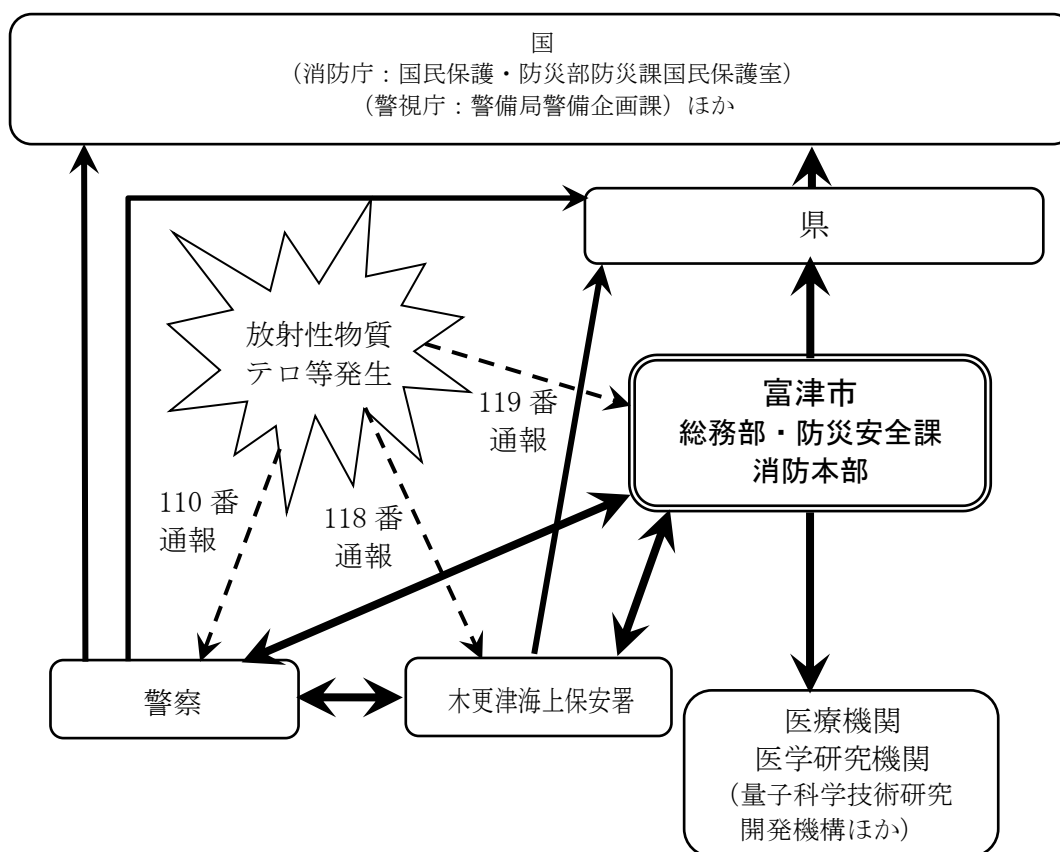 国
（消防庁：国民保護・防災部防災課国民保護室）
（警視庁：警備局警備企画課）ほか
県
放射性物質
テロ等発生
119 番
通報
富津市
総務部・防災安全課
消防本部
110 番
通報
118 番
通報
警察
木更津海上保安署
医療機関
医学研究機関
（量子科学技術研究
開発機構ほか）